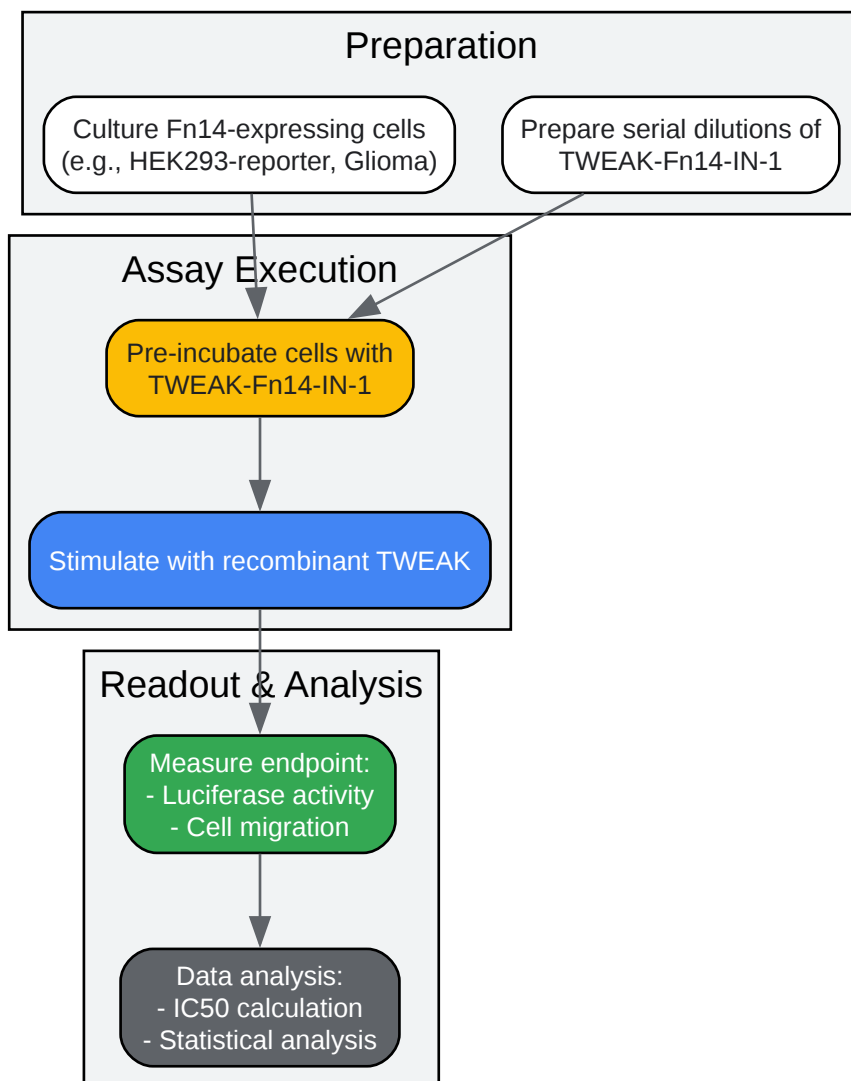 Preparation
Culture Fn14-expressing cells
(e.g., HEK293-reporter, Glioma)
Prepare serial dilutions of
TWEAK-Fn14-IN-1
Assay Execution
Pre-incubate cells with
TWEAK-Fn14-IN-1
Stimulate with recombinant TWEAK
Readout & Analysis
Measure endpoint:
- Luciferase activity
- Cell migration
Data analysis:
- IC50 calculation
- Statistical analysis